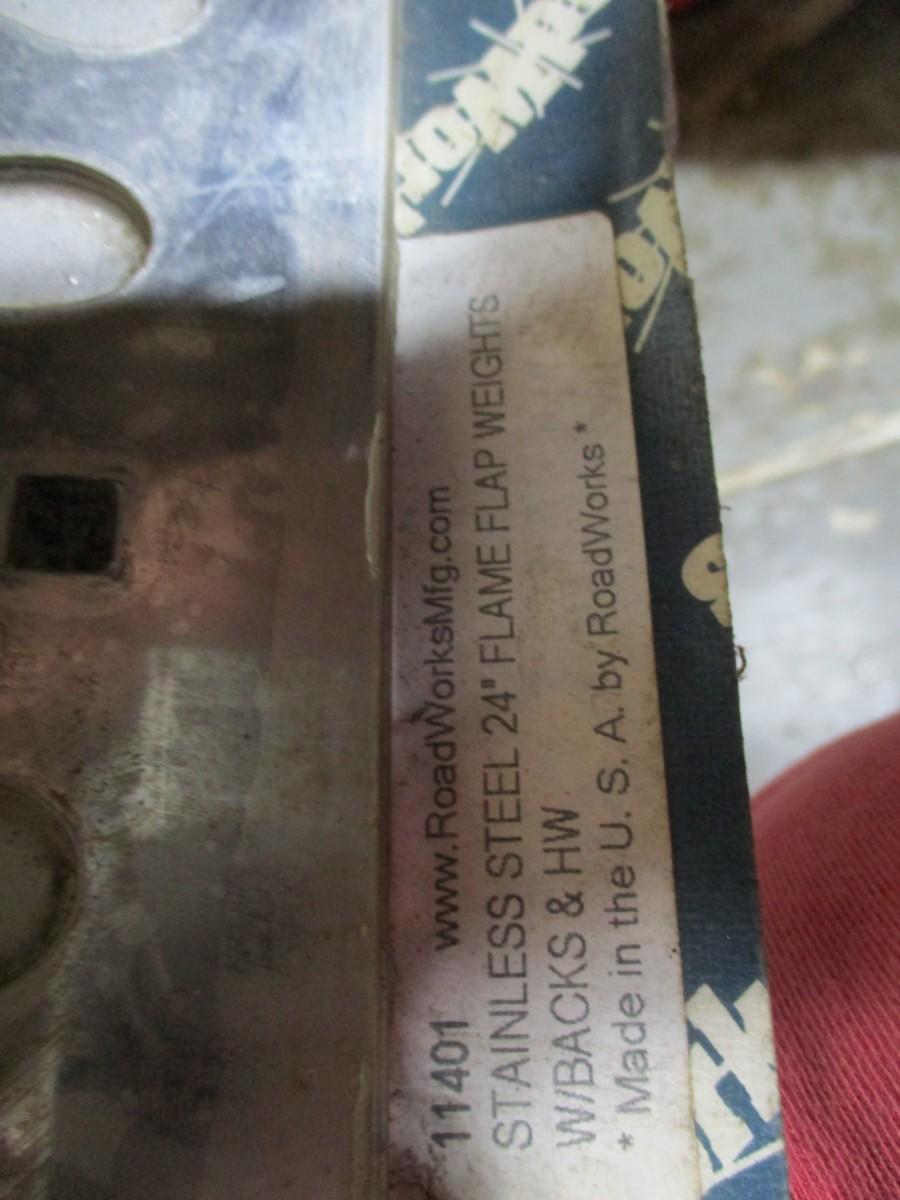 11401 www.RoadWorksMfg.com
STAINLESS STEEL 24" FLAME FLAP WEIGHTS
W/BACKS & HW
* Made in the U. S. A. by RoadWorks *